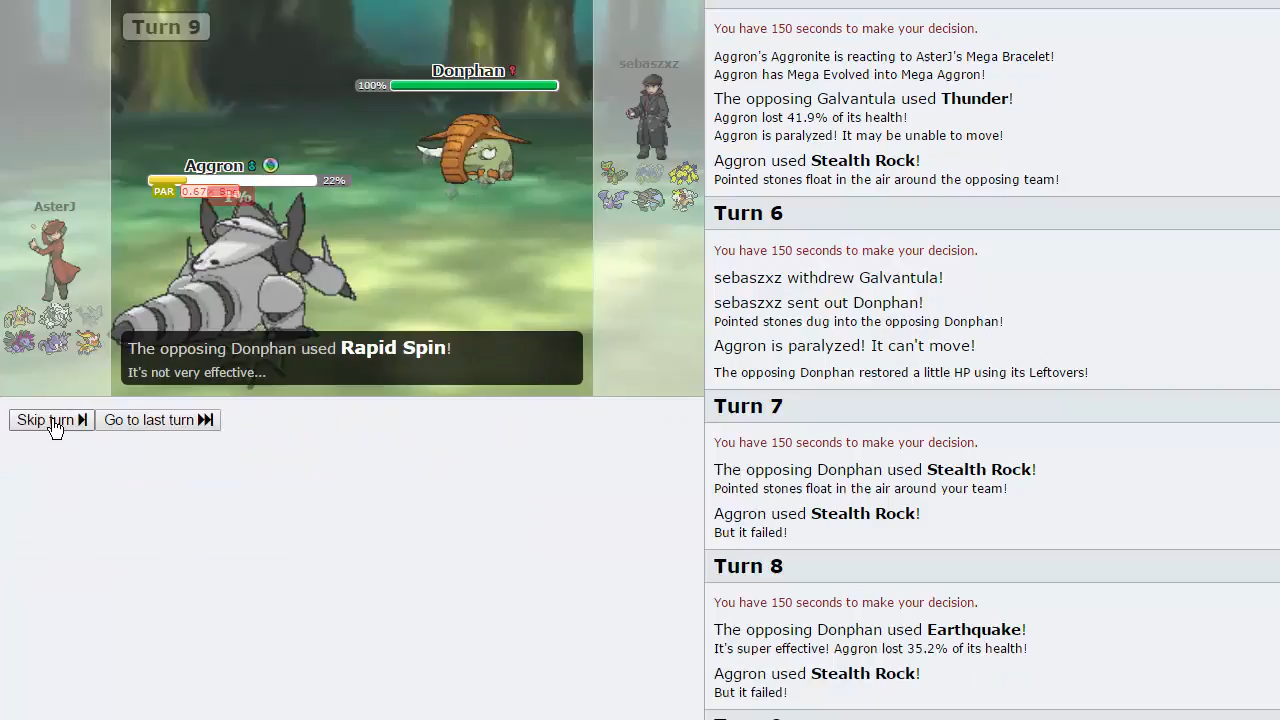 Turn 9
Donphan
100%
sebaszxz
Aggron
22%
PAR
AsterJ
The opposing Donphan used Rapid Spin!
It's not very effective...
Skip turn
Go to last turn
You have 150 seconds to make your decision.
Aggron's Aggronite is reacting to AsterJ's Mega Bracelet!
Aggron has Mega Evolved into Mega Aggron!
The opposing Galvantula used Thunder!
Aggron lost 41.9% of its health!
Aggron is paralyzed! It may be unable to move!
Aggron used Stealth Rock!
Pointed stones float in the air around the opposing team!
Turn 6
You have 150 seconds to make your decision.
sebaszxz withdrew Galvantula!
sebaszxz sent out Donphan!
Pointed stones dug into the opposing Donphan!
Aggron is paralyzed! It can't move!
The opposing Donphan restored a little HP using its Leftovers!
Turn 7
You have 150 seconds to make your decision.
The opposing Donphan used Stealth Rock!
Pointed stones float in the air around your team!
Aggron used Stealth Rock!
But it failed!
Turn 8
You have 150 seconds to make your decision.
The opposing Donphan used Earthquake!
It's super effective! Aggron lost 35.2% of its health!
Aggron used Stealth Rock!
But it failed!